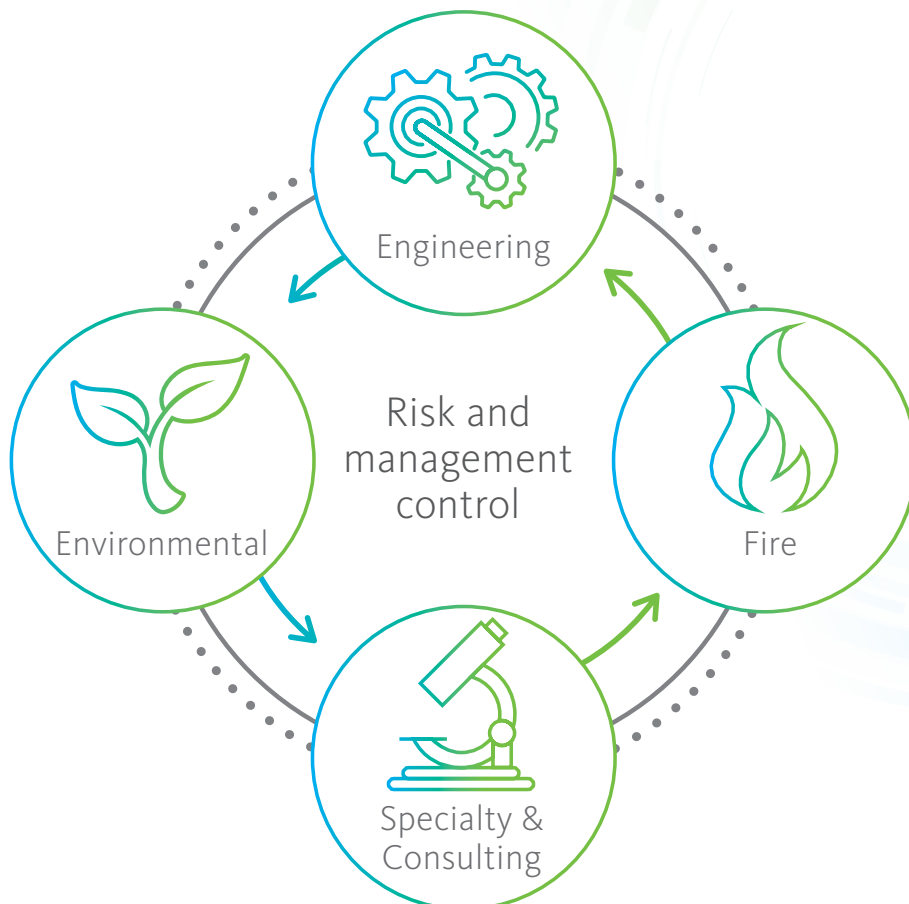 Engineering
Risk and
management
control
Environmental
Fire
Specialty &
Consulting